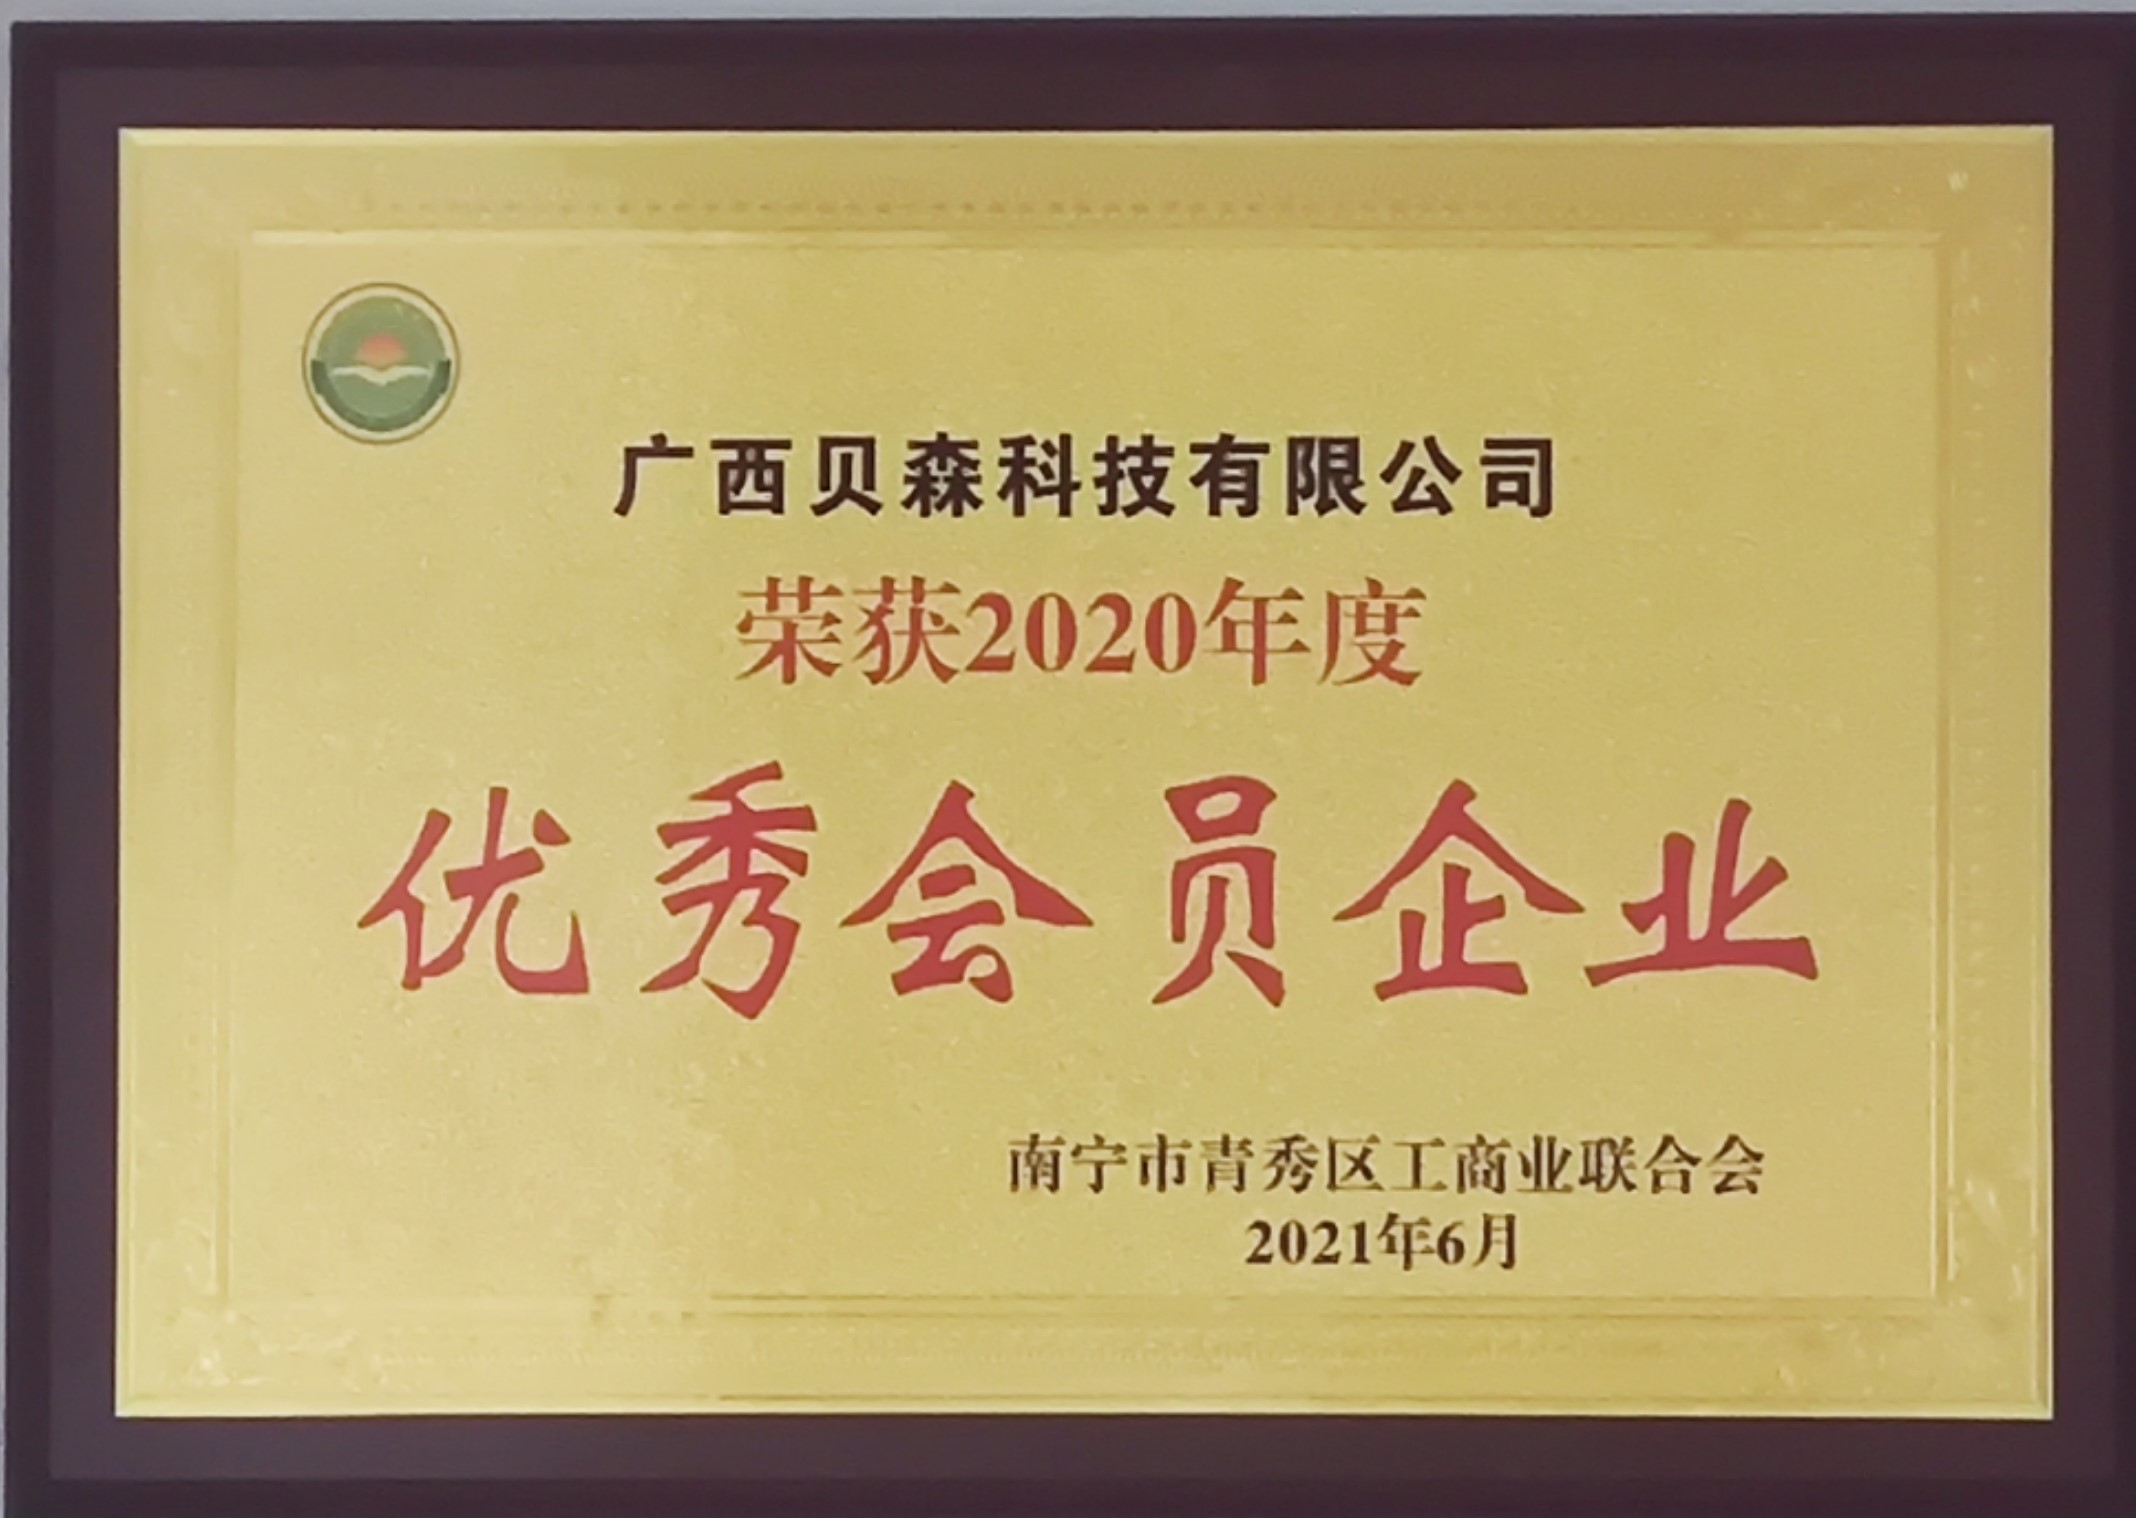 广西贝森科技有限公司
荣获2020年度
优秀会员企业
南宁市青秀区工商业联合会
2021年6月